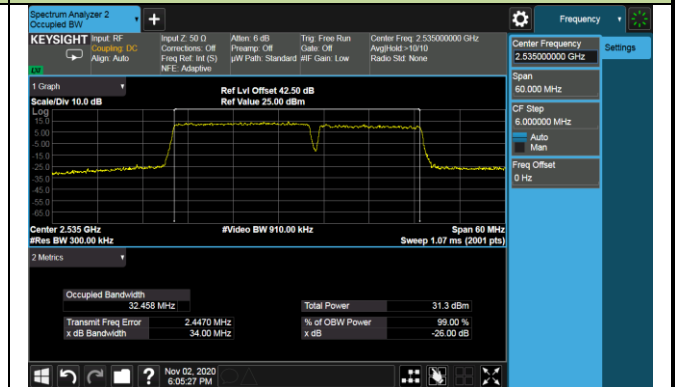 Spectrum Analyzer 2
Occupied BW
+
Frequency
KEYSIGHT
Input: RF
Coupling: DC
Align: Auto
Input Z: 50 Ω
Corrections: Off
Freq Ref: Int (S)
NFE: Adaptive
Atten: 6 dB
Preamp: Off
µW Path: Standard
Trig: Free Run
Gate: Off
#IF Gain: Low
Center Freq: 2.535000000 GHz
Avg|Hold:>10/10
Radio Std: None
LXI
Center Frequency
2.535000000 GHz
Settings
Span
60.000 MHz
CF Step
6.000000 MHz
Auto
Man
Freq Offset
0 Hz
1 Graph
Scale/Div 10.0 dB
Ref Lvl Offset 42.50 dB
Ref Value 25.00 dBm
Log
15.0
5.00
-5.00
-15.0
-25.0
-35.0
-45.0
-55.0
-65.0
Center 2.535 GHz
#Video BW 910.00 kHz
Span 60 MHz
#Res BW 300.00 kHz
Sweep 1.07 ms (2001 pts)
2 Metrics
Occupied Bandwidth
32.458 MHz
Total Power 31.3 dBm
Transmit Freq Error 2.4470 MHz
% of OBW Power 99.00 %
x dB Bandwidth 34.00 MHz
x dB -26.00 dB
?
Nov 02, 2020
6:05:27 PM